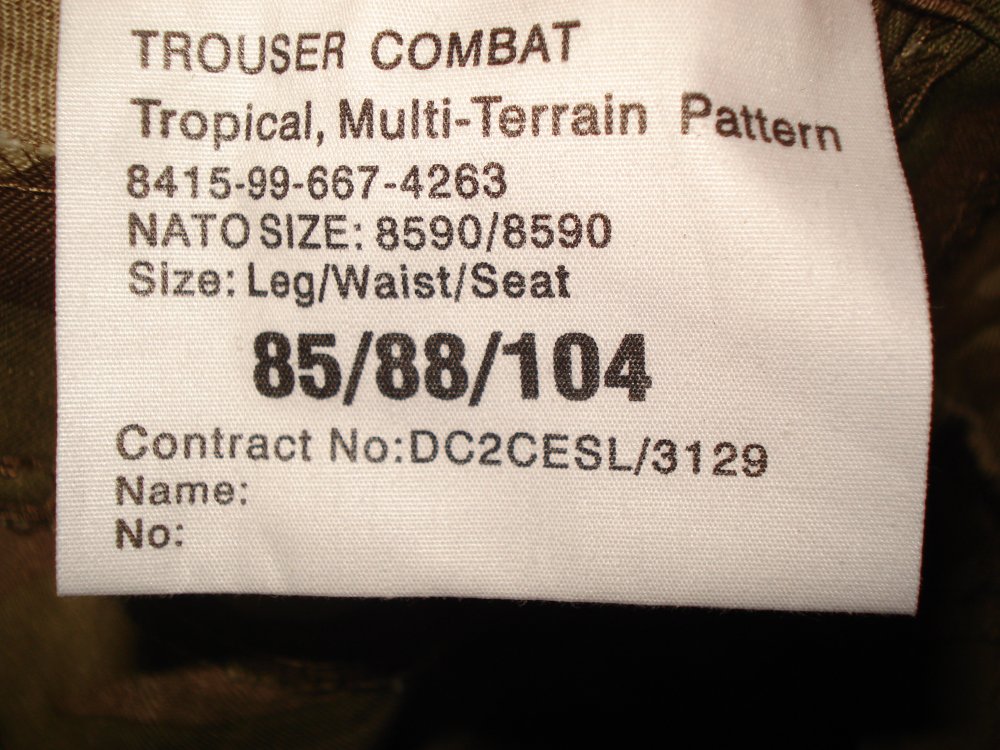 TROUSER COMBAT
Tropical, Multi-Terrain Pattern
8415-99-667-4263
NATO SIZE: 8590/8590
Size: Leg/Waist/Seat
85/88/104
Contract No:DC2CESL/3129
Name:
No: